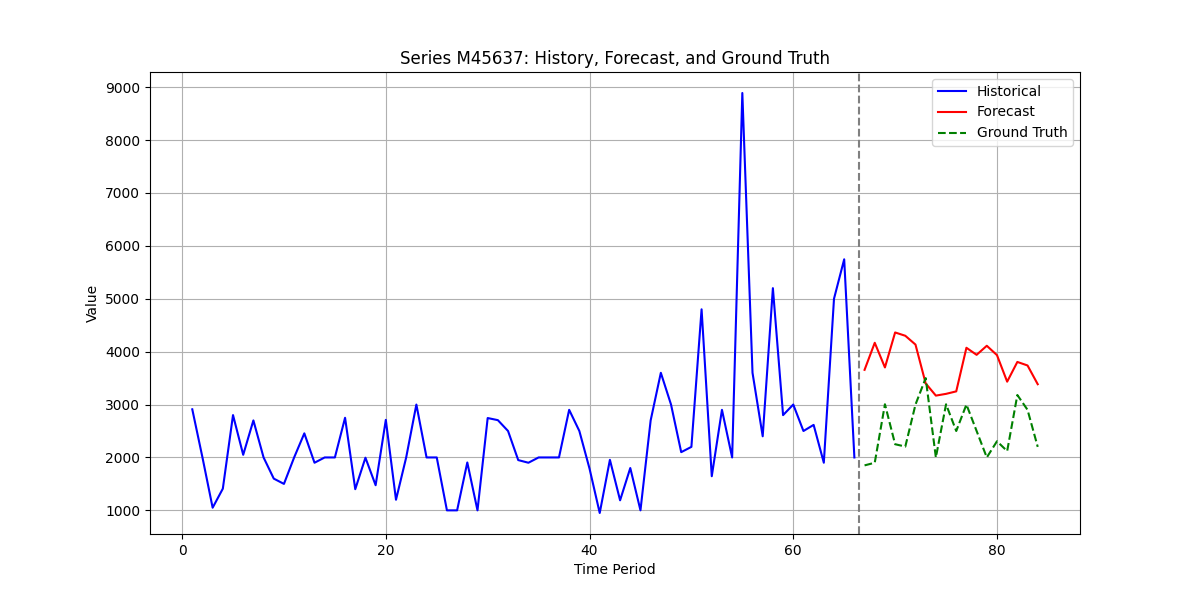 Series M45637: History, Forecast, and Ground Truth
Historical
Forecast
Ground Truth
Value
9000
8000
7000
6000
5000
4000
3000
2000
1000
0
20
40
60
80
Time Period